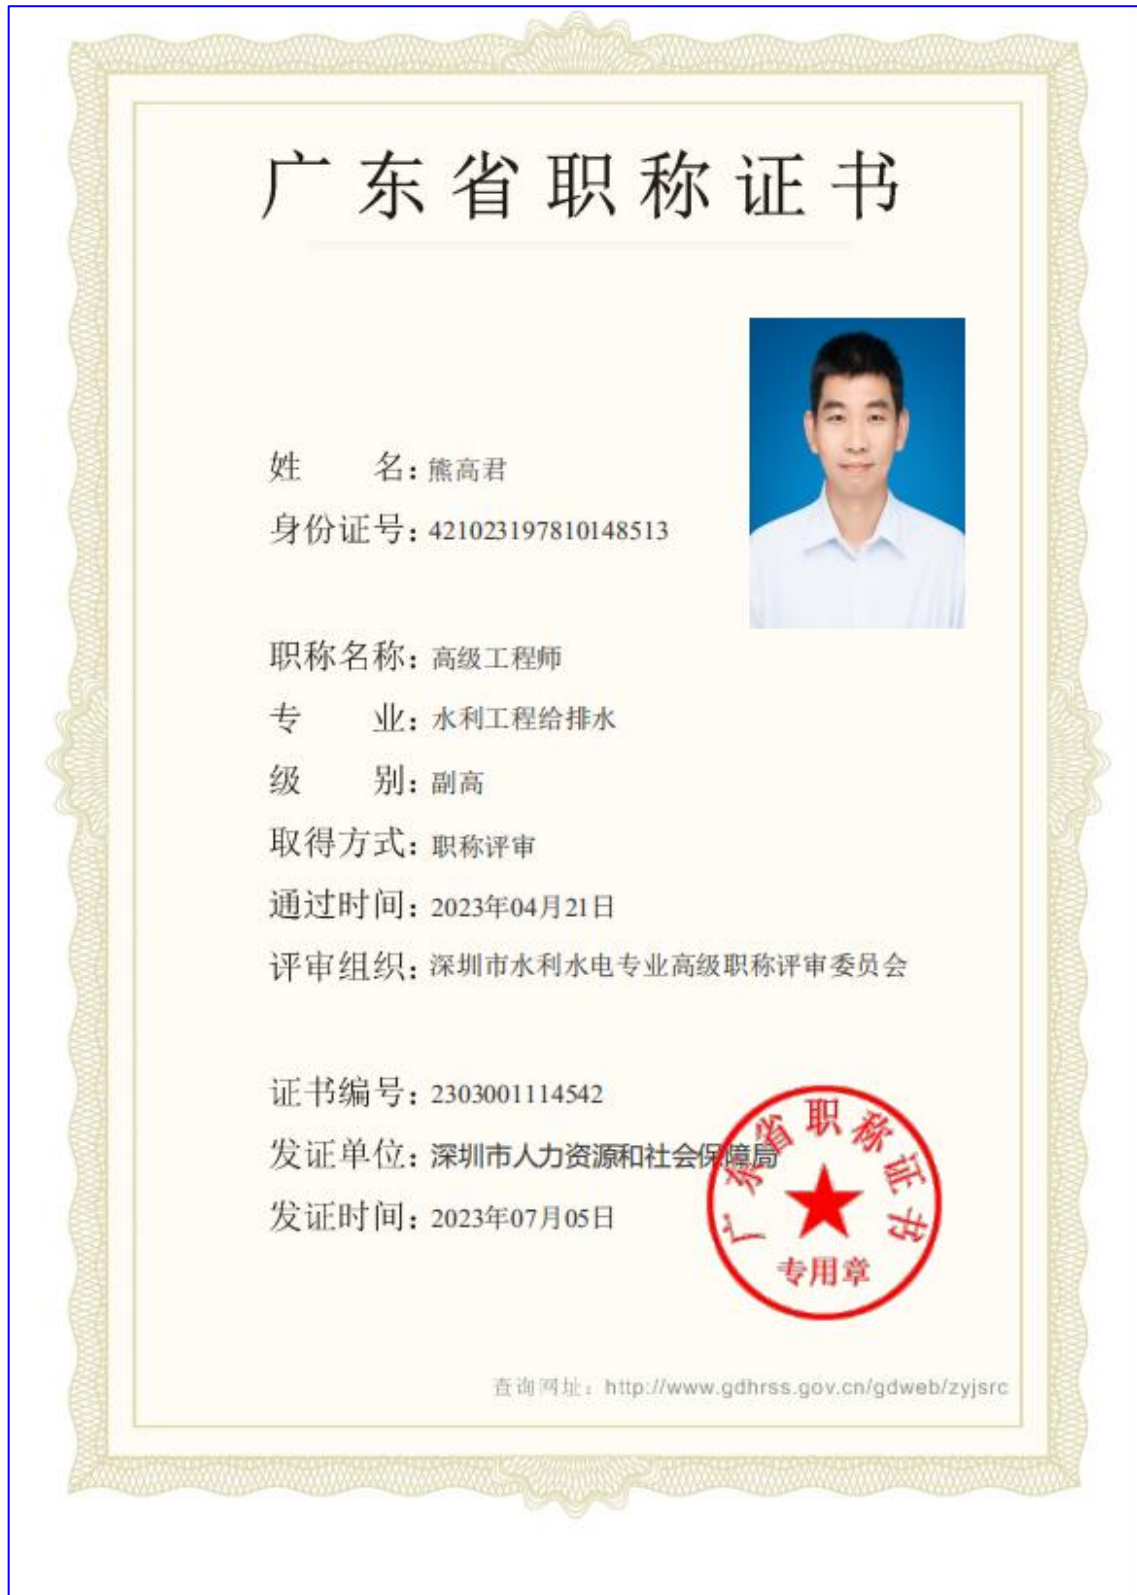 广东省职称证书
姓 名：熊高君
身份证号：421023197810148513
职称名称：高级工程师
专 业：水利工程给排水
级 别：副高
取得方式：职称评审
通过时间：2023年04月21日
评审组织：深圳市水利水电专业高级职称评审委员会
证书编号：2303001114542
发证单位：深圳市人力资源和社会保障局
发证时间：2023年07月05日
广东省职称证书
专用章
查询网址：http://www.gdhrss.gov.cn/gdweb/zyjsrc